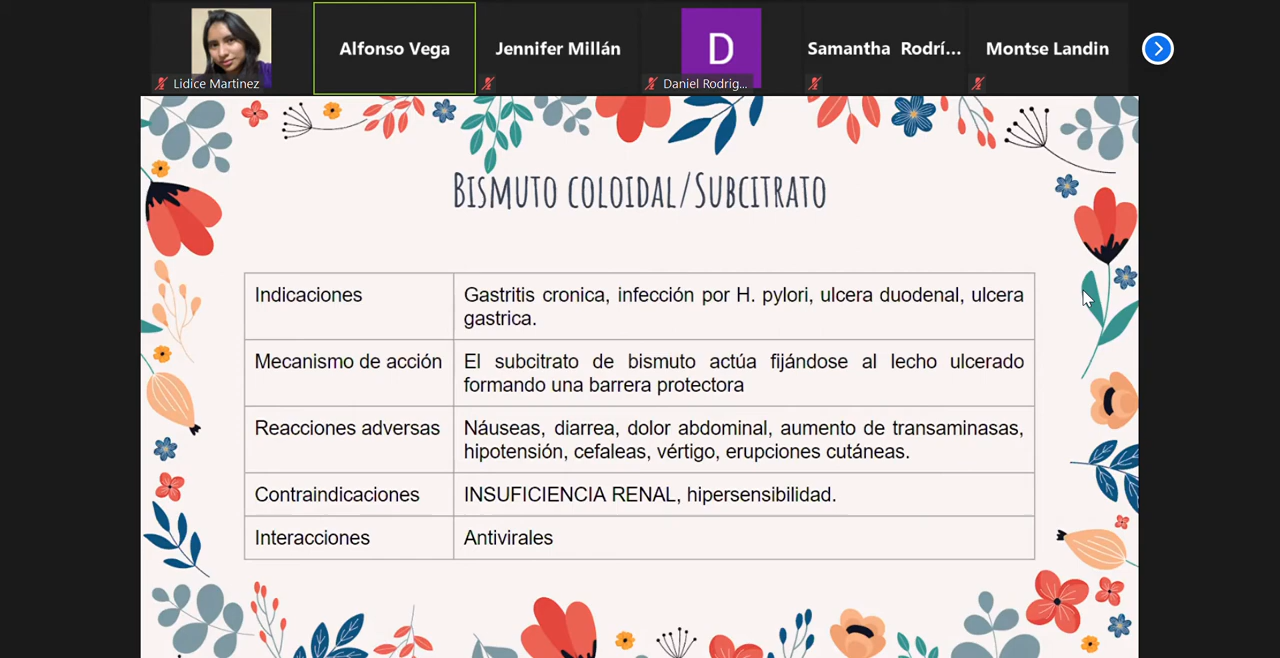 Alfonso Vega
Jennifer Millán
D
Samantha Rodrí...
Montse Landin
Lidice Martinez
Daniel Rodrig...
BISMUTO COLOIDAL/SUBCITRATO
Indicaciones
Gastritis cronica, infección por H. pylori, ulcera duodenal, ulcera
gastrica.
Mecanismo de acción
El subcitrato de bismuto actúa fijándose al lecho ulcerado
formando una barrera protectora
Reacciones adversas
Náuseas, diarrea, dolor abdominal, aumento de transaminasas,
hipotensión, cefaleas, vértigo, erupciones cutáneas.
Contraindicaciones
INSUFICIENCIA RENAL, hipersensibilidad.
Interacciones
Antivirales